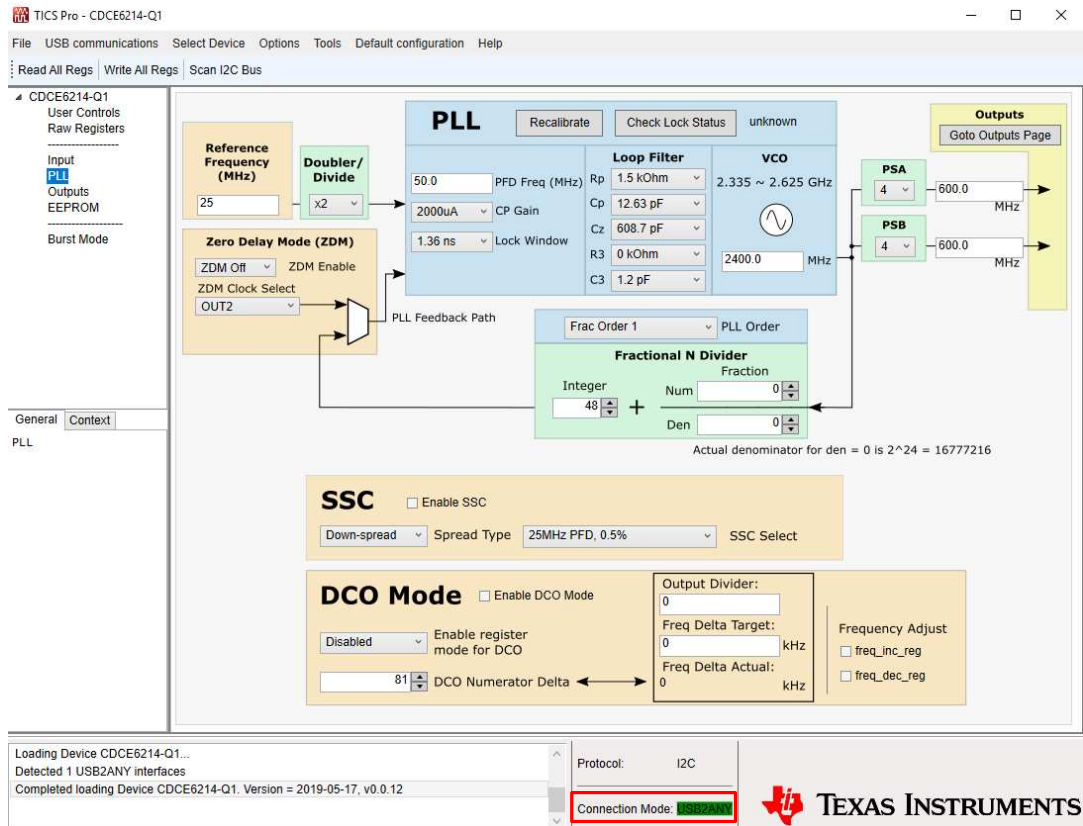 TICS Pro - CDCE6214-Q1
File USB communications Select Device Options Tools Default configuration Help
Read All Regs Write All Regs Scan I2C Bus
CDCE6214-Q1
User Controls
Raw Registers
------------------
Input
PLL
Outputs
EEPROM
-------------------
Burst Mode
General Context
PLL
Reference
Frequency
(MHz)
25
Doubler/
Divide
x2
PLL
Recalibrate
Check Lock Status
unknown
50.0 PFD Freq (MHz)
2000uA CP Gain
1.36 ns Lock Window
Loop Filter
Rp 1.5 kOhm
Cp 12.63 pF
Cz 608.7 pF
R3 0 kOhm
C3 1.2 pF
VCO
2.335 ~ 2.625 GHz
2400.0 MHz
PSA
4
600.0
MHz
PSB
4
600.0
MHz
Outputs
Goto Outputs Page
Zero Delay Mode (ZDM)
ZDM Off ZDM Enable
ZDM Clock Select
OUT2
PLL Feedback Path
Frac Order 1 PLL Order
Fractional N Divider
Fraction
Integer
48 +
Num 0
Den 0
Actual denominator for den = 0 is 2^24 = 16777216
SSC Enable SSC
Down-spread Spread Type 25MHz PFD, 0.5% SSC Select
DCO Mode Enable DCO Mode
Disabled Enable register
mode for DCO
81 DCO Numerator Delta
Output Divider:
0
Freq Delta Target:
0 kHz
Freq Delta Actual:
0 kHz
Frequency Adjust
freq_inc_reg
freq_dec_reg
Loading Device CDCE6214-Q1...
Detected 1 USB2ANY interfaces
Completed loading Device CDCE6214-Q1. Version = 2019-05-17, v0.0.12
Protocol: I2C
Connection Mode: USB2ANY
TEXAS INSTRUMENTS